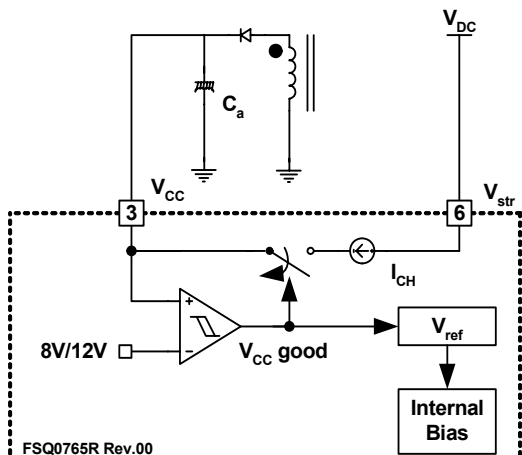 V_DC
C_a
V_CC
3
6
V_str
I_CH
+
8V/12V
−
V_CC good
V_ref
Internal
Bias
FSQ0765R Rev.00